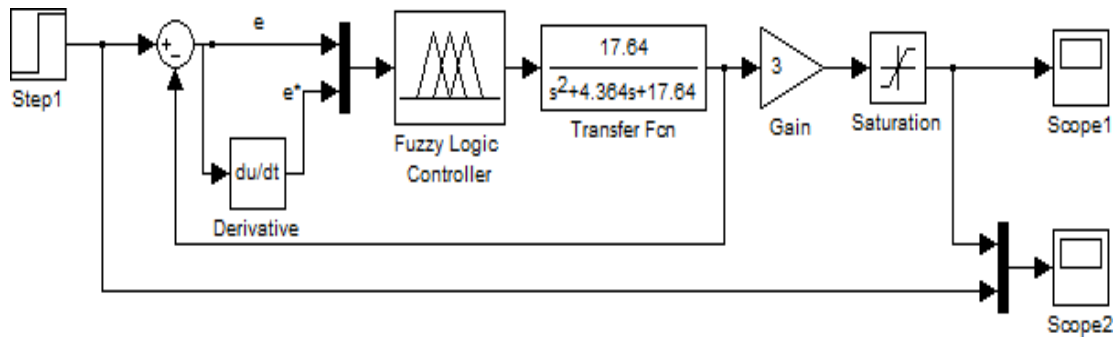 e
+
−
Step1
e*
du/dt
Derivative
Fuzzy Logic
Controller
17.64
s2+4.364s+17.64
Transfer Fcn
3
Gain
Saturation
Scope1
Scope2